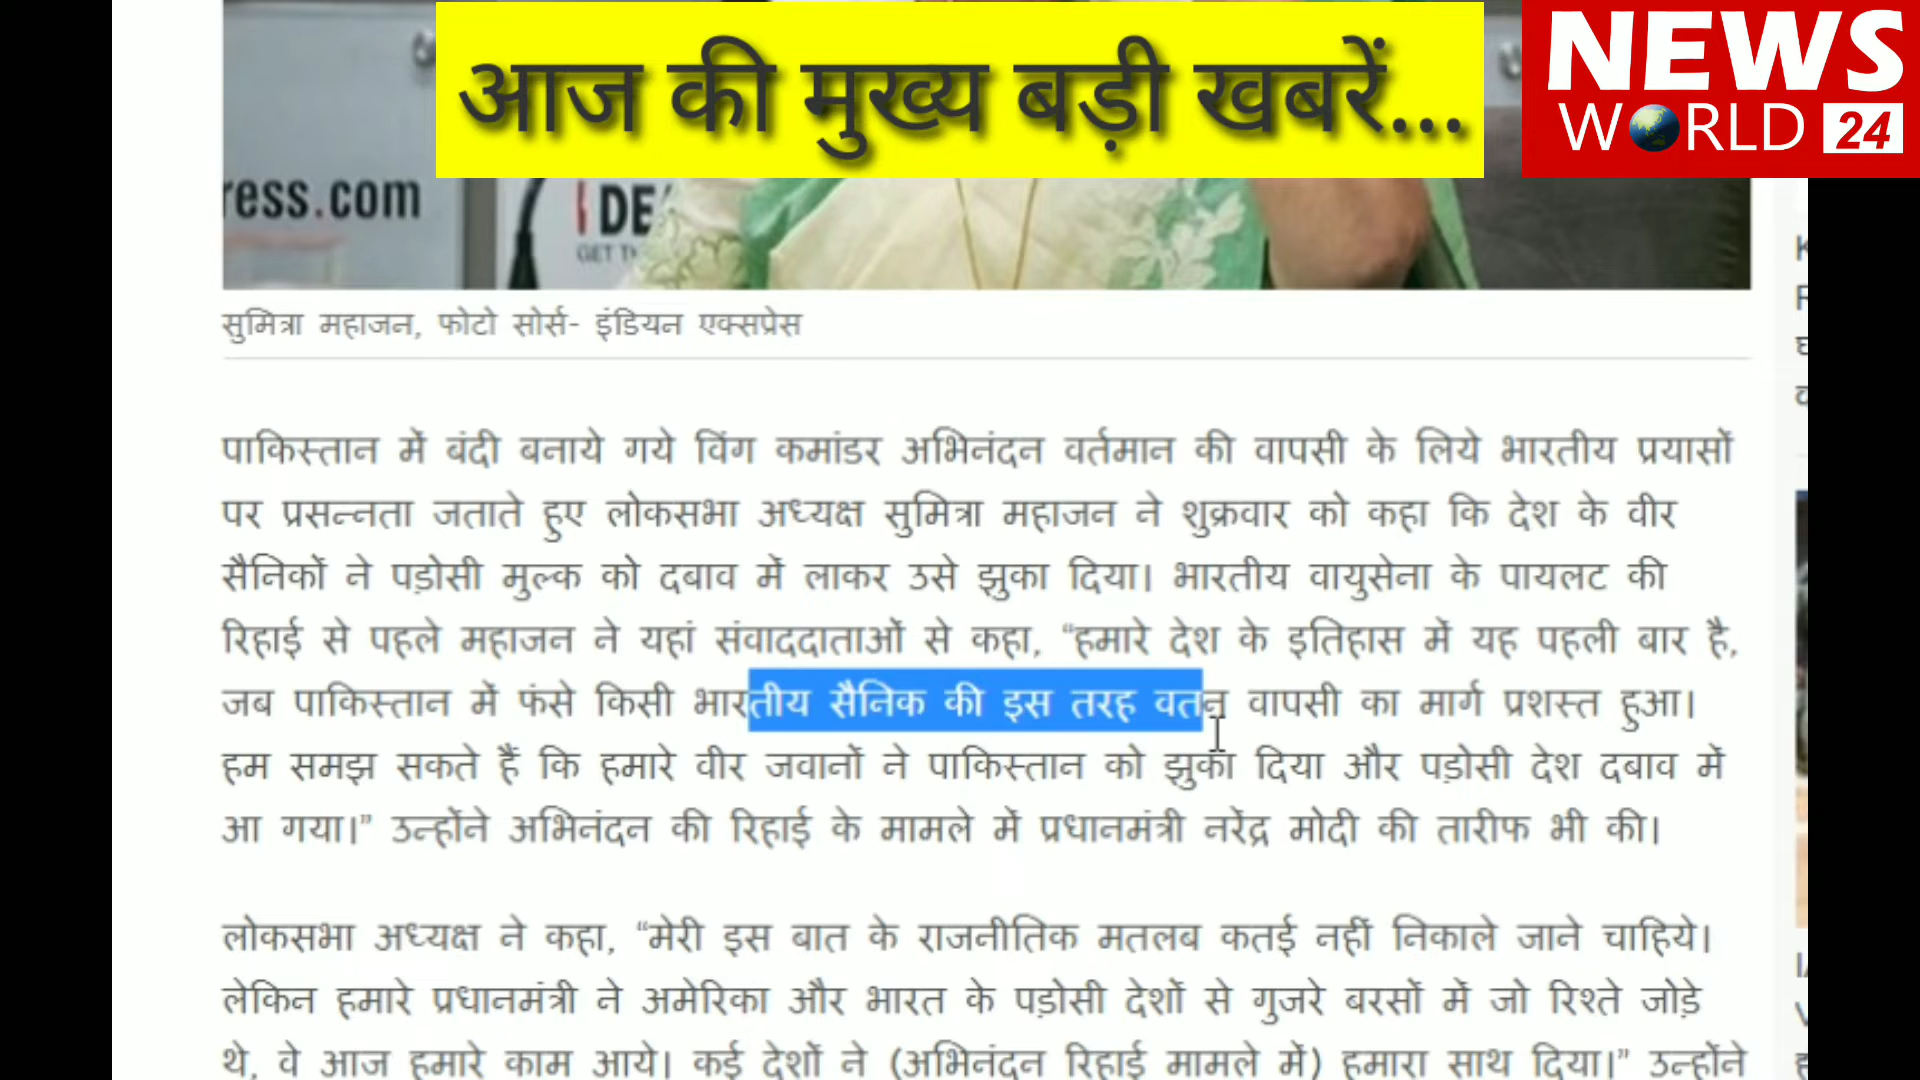 आज की मुख्य बड़ी खबरें...
NEWS
WORLD 24
ress.com
IDE
GET TH
सुमित्रा महाजन, फोटो सोर्स- इंडियन एक्सप्रेस
पाकिस्तान में बंदी बनाये गये विंग कमांडर अभिनंदन वर्तमान की वापसी के लिये भारतीय प्रयासों
पर प्रसन्नता जताते हुए लोकसभा अध्यक्ष सुमित्रा महाजन ने शुक्रवार को कहा कि देश के वीर
सैनिकों ने पड़ोसी मुल्क को दबाव में लाकर उसे झुका दिया। भारतीय वायुसेना के पायलट की
रिहाई से पहले महाजन ने यहां संवाददाताओं से कहा, “हमारे देश के इतिहास में यह पहली बार है,
जब पाकिस्तान में फंसे किसी भारतीय सैनिक की इस तरह वतन वापसी का मार्ग प्रशस्त हुआ।
हम समझ सकते हैं कि हमारे वीर जवानों ने पाकिस्तान को झुका दिया और पड़ोसी देश दबाव में
आ गया।” उन्होंने अभिनंदन की रिहाई के मामले में प्रधानमंत्री नरेंद्र मोदी की तारीफ भी की।
लोकसभा अध्यक्ष ने कहा, “मेरी इस बात के राजनीतिक मतलब कतई नहीं निकाले जाने चाहिये।
लेकिन हमारे प्रधानमंत्री ने अमेरिका और भारत के पड़ोसी देशों से गुजरे बरसों में जो रिश्ते जोड़े
थे, वे आज हमारे काम आये। कई देशों ने (अभिनंदन रिहाई मामले में) हमारा साथ दिया।” उन्होंने